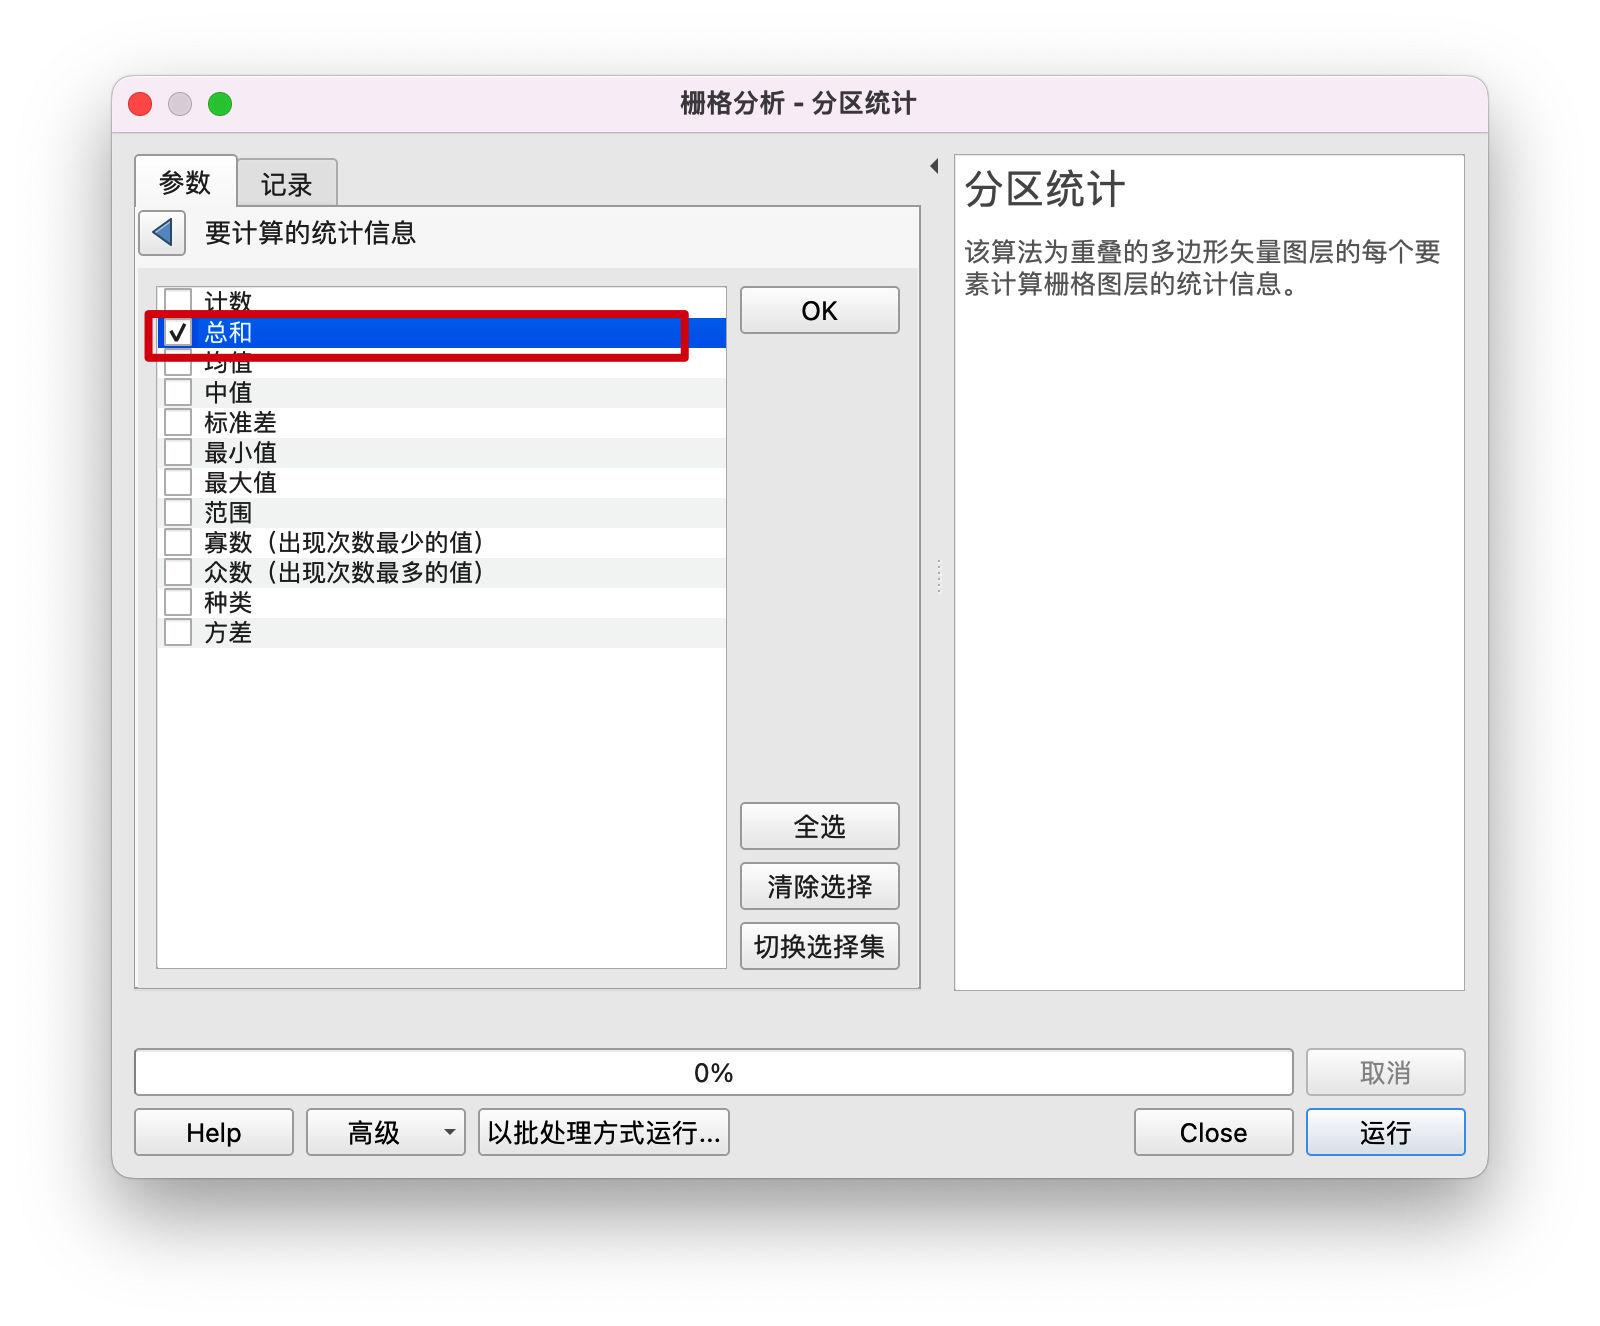 栅格分析 - 分区统计
参数
记录
要计算的统计信息
计数
总和
均值
中值
标准差
最小值
最大值
范围
寡数（出现次数最少的值）
众数（出现次数最多的值）
种类
方差
OK
全选
清除选择
切换选择集
分区统计
该算法为重叠的多边形矢量图层的每个要
素计算栅格图层的统计信息。
0%
取消
Help
高级
以批处理方式运行...
Close
运行